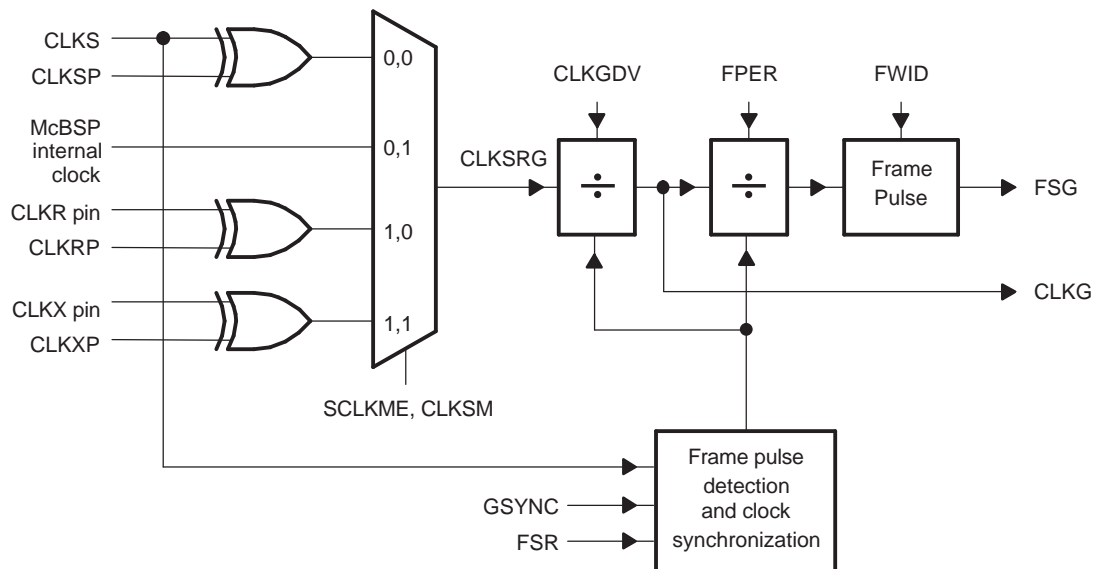 CLKS
CLKSP
McBSP
internal
clock
CLKR pin
CLKRP
CLKX pin
CLKXP
0,0
0,1
1,0
1,1
SCLKME, CLKSM
CLKSRG
CLKGDV
÷
FPER
÷
FWID
Frame
Pulse
FSG
CLKG
GSYNC
FSR
Frame pulse
detection
and clock
synchronization